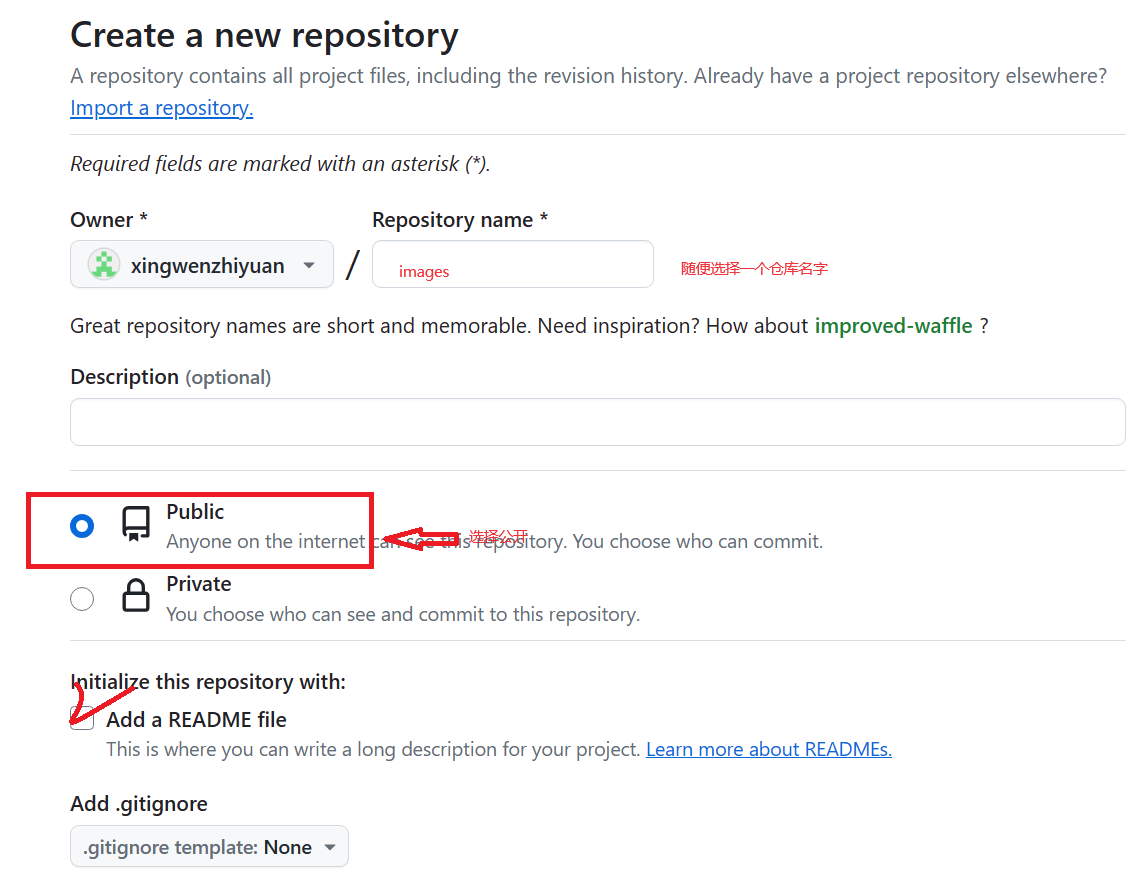 Create a new repository
A repository contains all project files, including the revision history. Already have a project repository elsewhere?
Import a repository.
Required fields are marked with an asterisk (*).
Owner * Repository name *
xingwenzhiyuan / images 随便选择一个仓库名字
Great repository names are short and memorable. Need inspiration? How about improved-waffle ?
Description (optional)
Public
Anyone on the internet can see this repository. You choose who can commit.
选择公开
Private
You choose who can see and commit to this repository.
Initialize this repository with:
Add a README file
This is where you can write a long description for your project. Learn more about READMEs.
Add .gitignore
.gitignore template: None